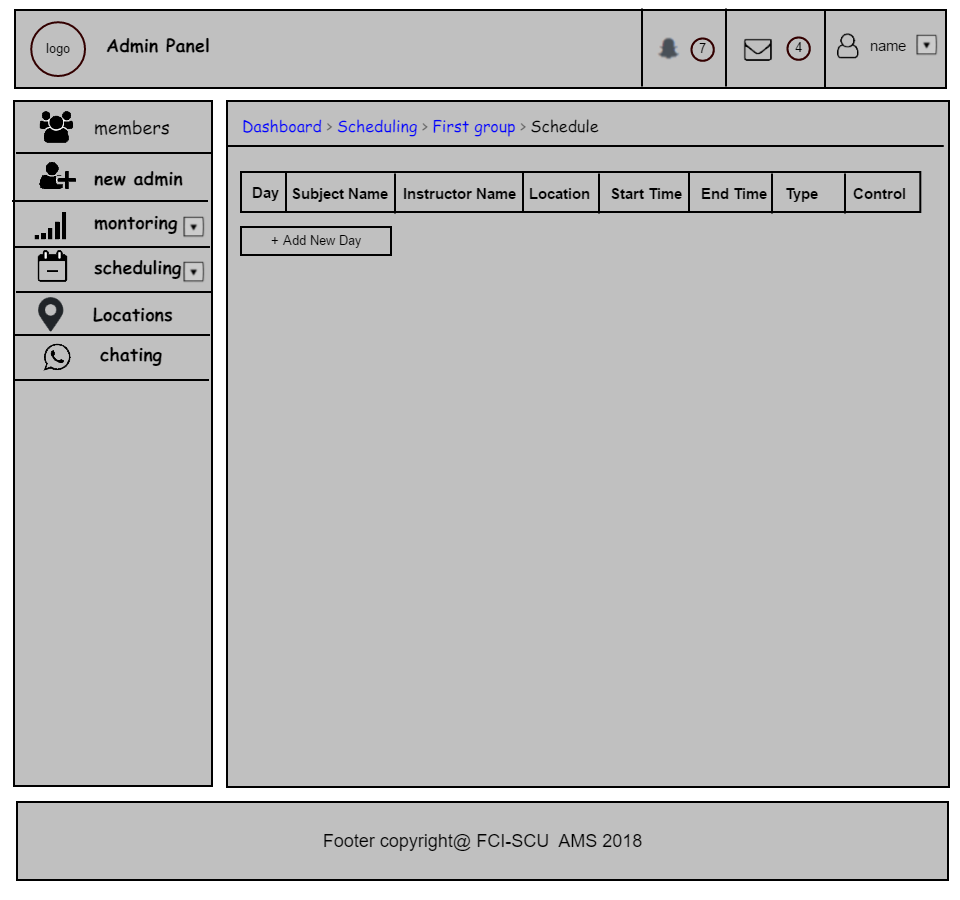 logo
Admin Panel
7
4
name
members
new admin
montoring
scheduling
Locations
chating
Dashboard > Scheduling > First group > Schedule
Day Subject Name Instructor Name Location Start Time End Time Type Control
+ Add New Day
Footer copyright@ FCI-SCU AMS 2018